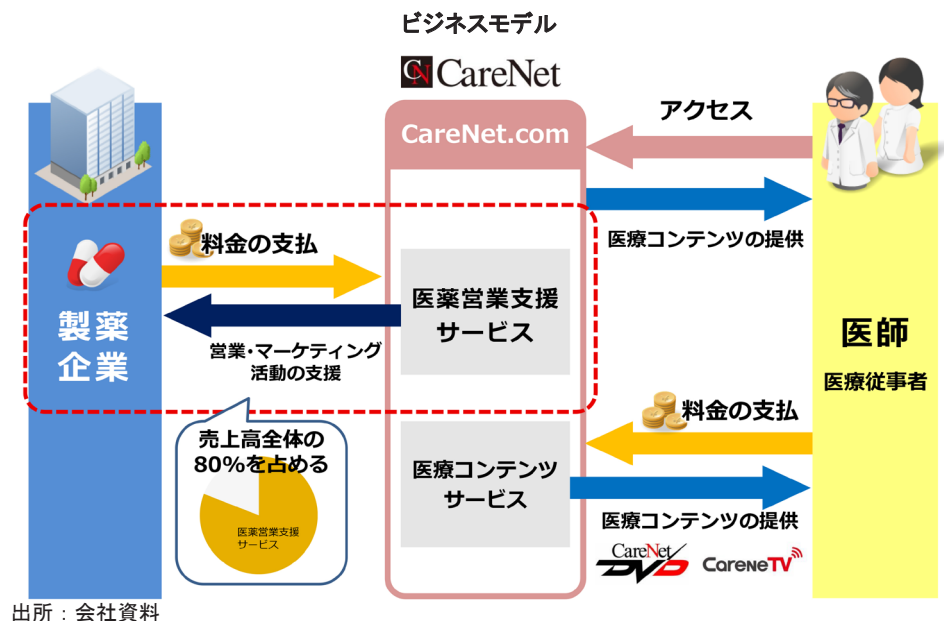 ビジネスモデル
CN CareNet
CareNet.com
アクセス
医療コンテンツの提供
料金の支払
製薬
企業
医薬営業支援
サービス
営業・マーケティング
活動の支援
医師
医療従事者
料金の支払
売上高全体の
80%を占める
医薬営業支援
サービス
医療コンテンツ
サービス
医療コンテンツの提供
CareNet
DVD
CareNeTV
出所：会社資料